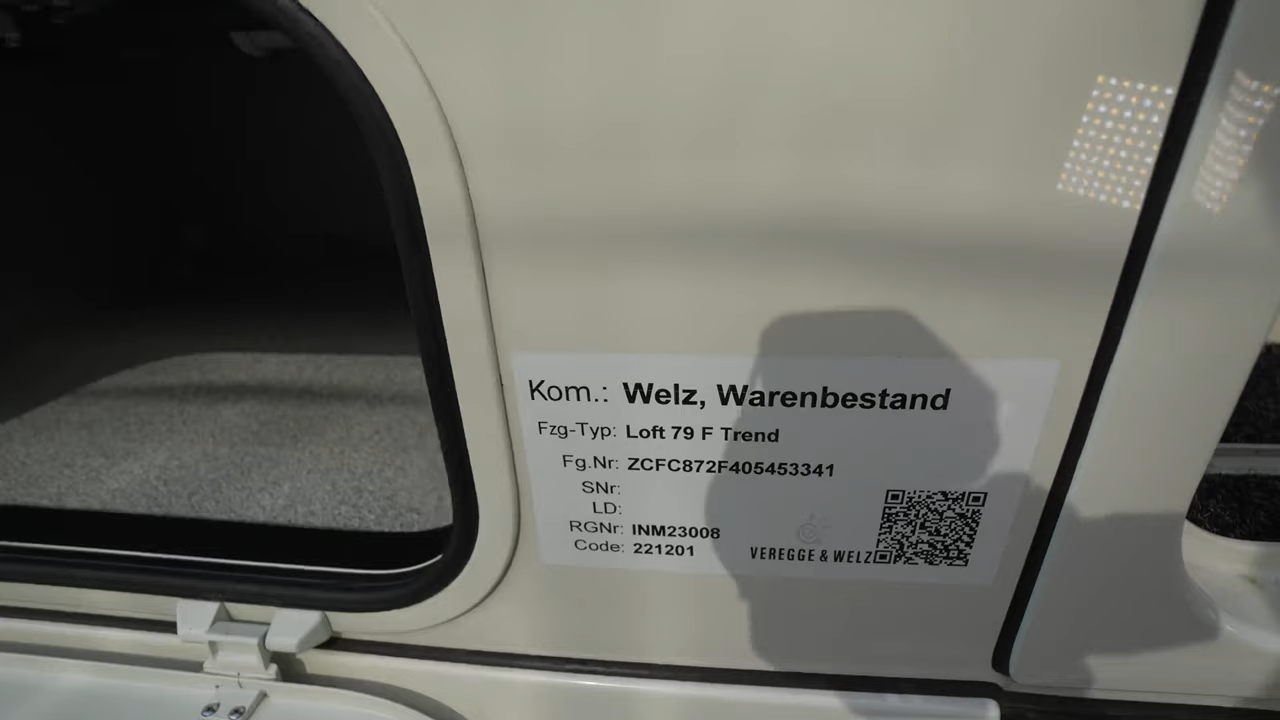 Kom.: Welz, Warenbestand
Fzg-Typ: Loft 79 F Trend
Fg.Nr: ZCFC872F405453341
SNr:
LD:
RGNr: INM23008
Code: 221201
VEREGGE & WELZ